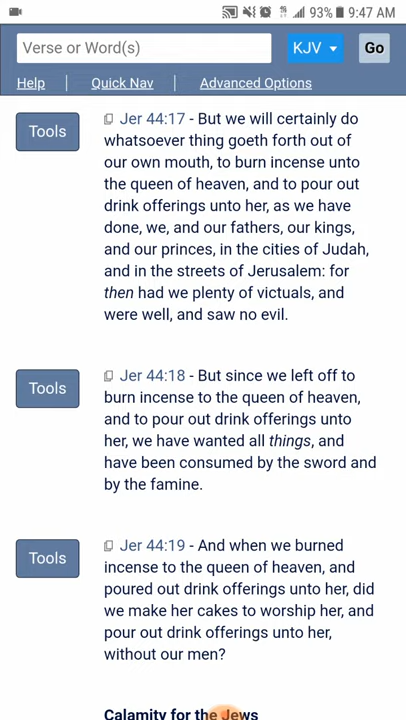 93% 9:47 AM
Verse or Word(s) KJV Go
Help | Quick Nav | Advanced Options
Tools
Jer 44:17 - But we will certainly do
whatsoever thing goeth forth out of
our own mouth, to burn incense unto
the queen of heaven, and to pour out
drink offerings unto her, as we have
done, we, and our fathers, our kings,
and our princes, in the cities of Judah,
and in the streets of Jerusalem: for
then had we plenty of victuals, and
were well, and saw no evil.
Tools
Jer 44:18 - But since we left off to
burn incense to the queen of heaven,
and to pour out drink offerings unto
her, we have wanted all things, and
have been consumed by the sword and
by the famine.
Tools
Jer 44:19 - And when we burned
incense to the queen of heaven, and
poured out drink offerings unto her, did
we make her cakes to worship her, and
pour out drink offerings unto her,
without our men?
Calamity for the Jews